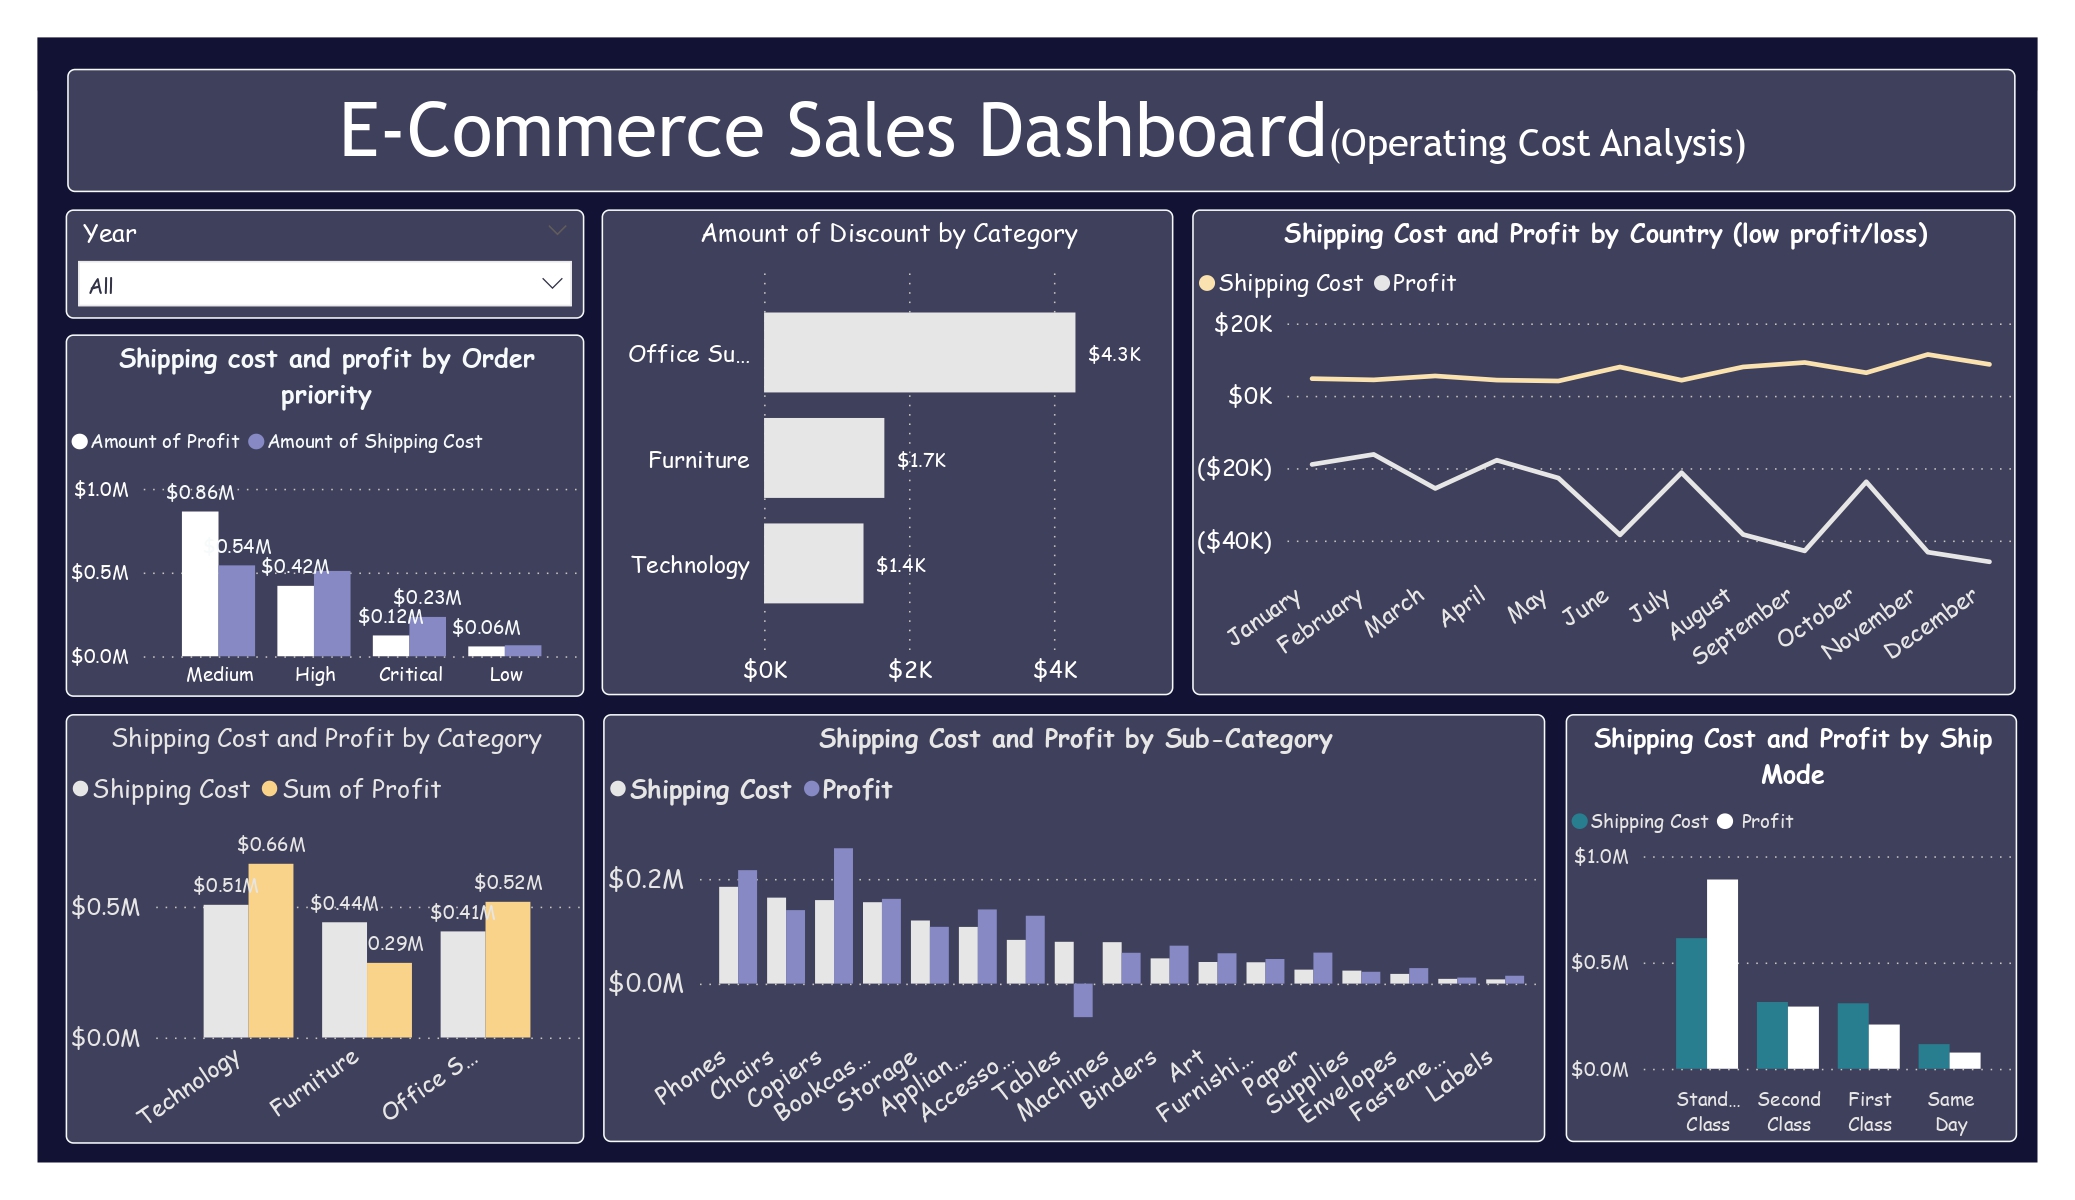 E-Commerce Sales Dashboard(Operating Cost Analysis)
Year
All
Shipping cost and profit by Order
priority
Amount of Profit Amount of Shipping Cost
$1.0M
$0.5M
$0.0M
$0.86M
0.54M
$0.42M
$0.12M
$0.23M
$0.06M
Medium High Critical Low
Amount of Discount by Category
Office Su... $4.3K
Furniture $1.7K
Technology $1.4K
$0K $2K $4K
Shipping Cost and Profit by Country (low profit/loss)
Shipping Cost Profit
$20K
$0K
($20K)
($40K)
January February March April May June July August September October November December
Shipping Cost and Profit by Category
Shipping Cost Sum of Profit
$0.5M
$0.0M
$0.51M
$0.66M
$0.44M
0.29M
$0.41M
$0.52M
Technology Furniture Office S...
Shipping Cost and Profit by Sub-Category
Shipping Cost Profit
$0.2M
$0.0M
Phones Chairs Copiers Bookcas... Storage Applian... Accesso... Tables Machines Binders Art Furnishi... Paper Supplies Envelopes Fastene... Labels
Shipping Cost and Profit by Ship
Mode
Shipping Cost Profit
$1.0M
$0.5M
$0.0M
Stand... Second First Same
Class Class Class Day